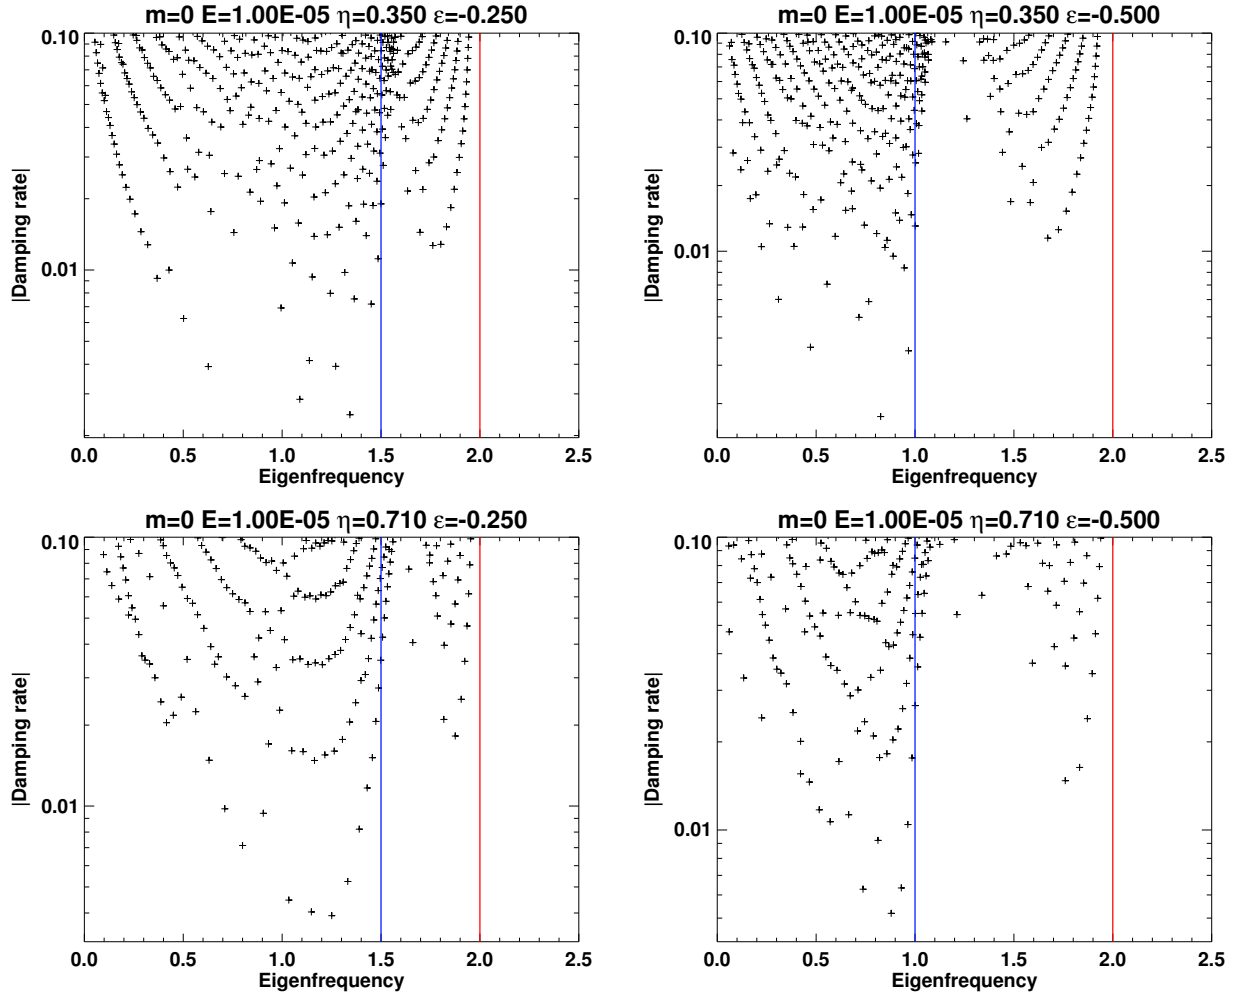 m=0 E=1.00E-05 η=0.350 ε=-0.250
|Damping rate|
0.10
0.01
0.0 0.5 1.0 1.5 2.0 2.5
Eigenfrequency
m=0 E=1.00E-05 η=0.350 ε=-0.500
|Damping rate|
0.10
0.01
0.0 0.5 1.0 1.5 2.0 2.5
Eigenfrequency
m=0 E=1.00E-05 η=0.710 ε=-0.250
|Damping rate|
0.10
0.01
0.0 0.5 1.0 1.5 2.0 2.5
Eigenfrequency
m=0 E=1.00E-05 η=0.710 ε=-0.500
|Damping rate|
0.10
0.01
0.0 0.5 1.0 1.5 2.0 2.5
Eigenfrequency